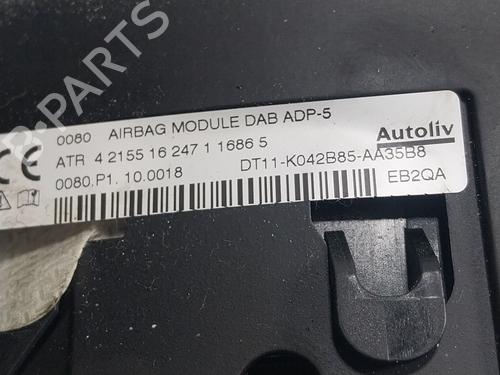 0080 AIRBAG MODULE DAB ADP-5
Autoliv
ATR 4 2155 16 247 1 1686 5
0080.P1. 10.0018
DT11-K042B85-AA35B8
EB2QA
CE
B-PARTS